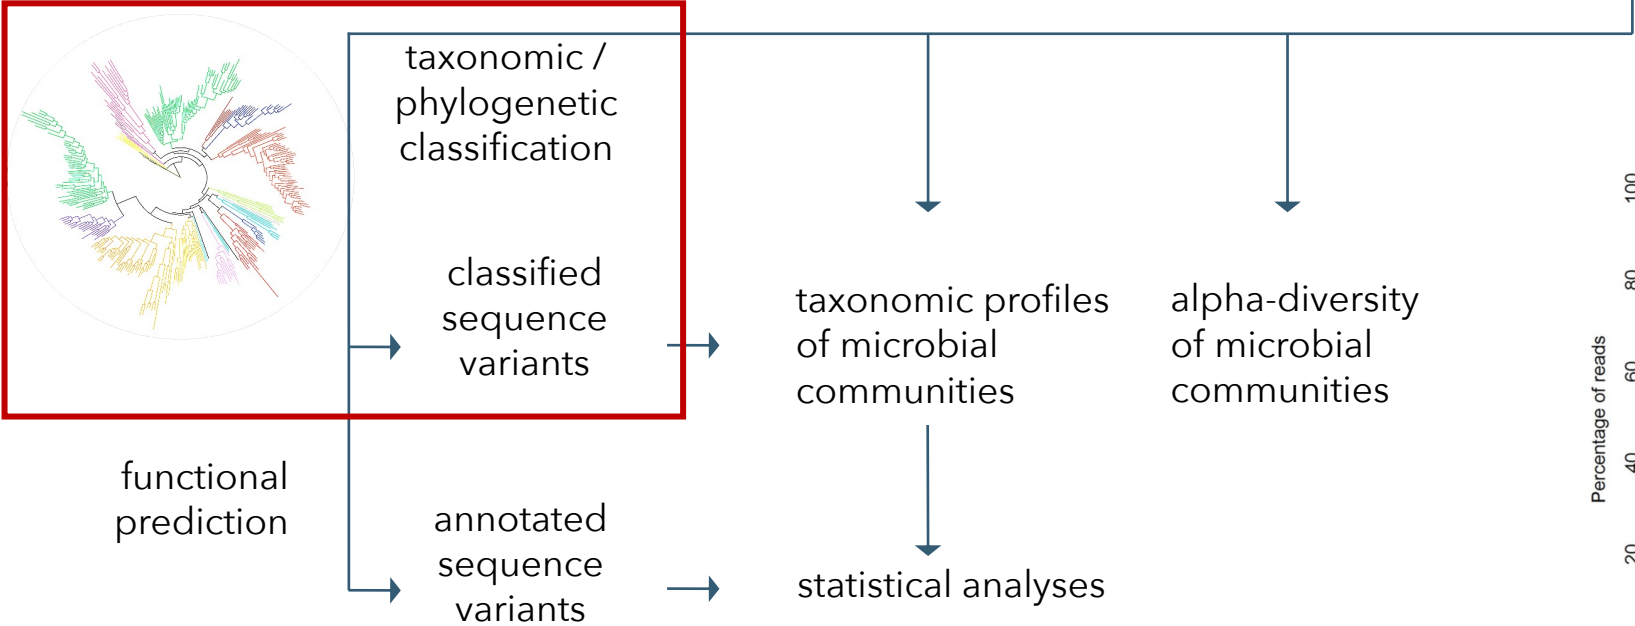 taxonomic /
phylogenetic
classification
classified
sequence
variants
taxonomic profiles
of microbial
communities
alpha-diversity
of microbial
communities
functional
prediction
annotated
sequence
variants
statistical analyses
Percentage of reads
100
80
60
40
20